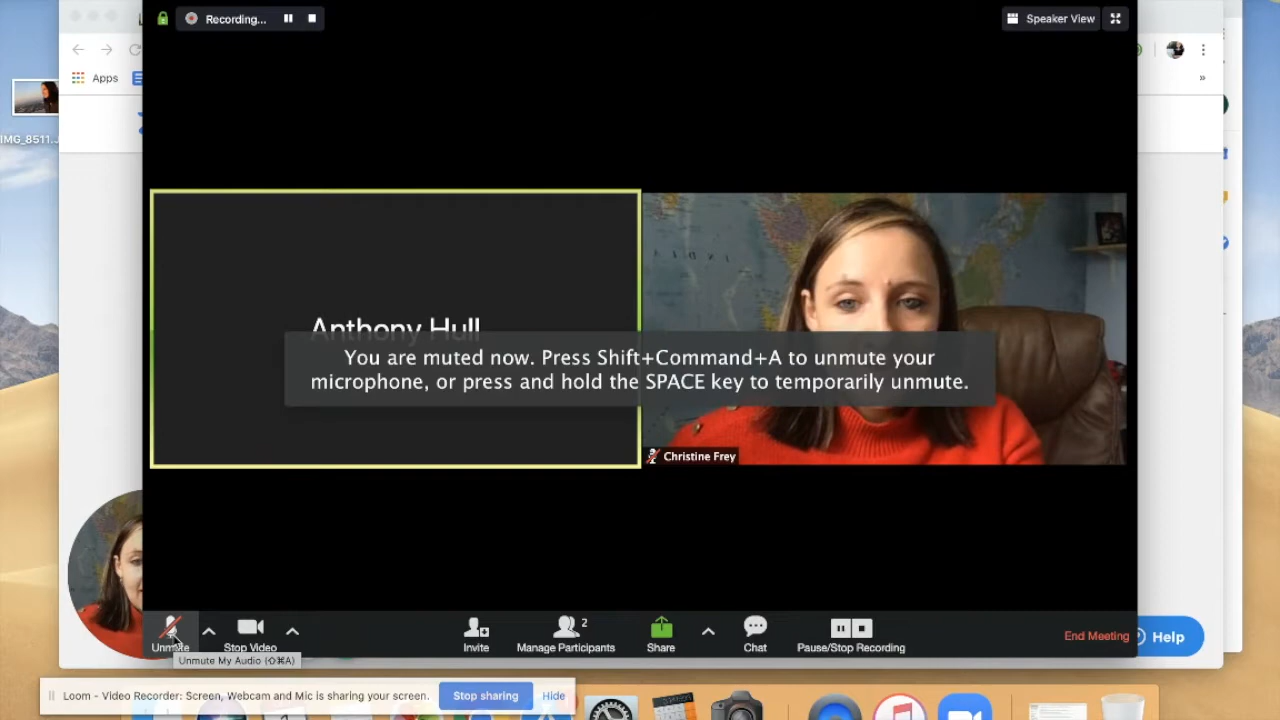 Recording...
Speaker View
Apps
»
IMG_8511.
Anthony Hull
You are muted now. Press Shift+Command+A to unmute your
microphone, or press and hold the SPACE key to temporarily unmute.
INDIA
Christine Frey
Unmute
Stop Video
Invite
2
Manage Participants
Share
Chat
Pause/Stop Recording
End Meeting
Help
Unmute My Audio (⇧⌘A)
Loom - Video Recorder: Screen, Webcam and Mic is sharing your screen.
Stop sharing
Hide